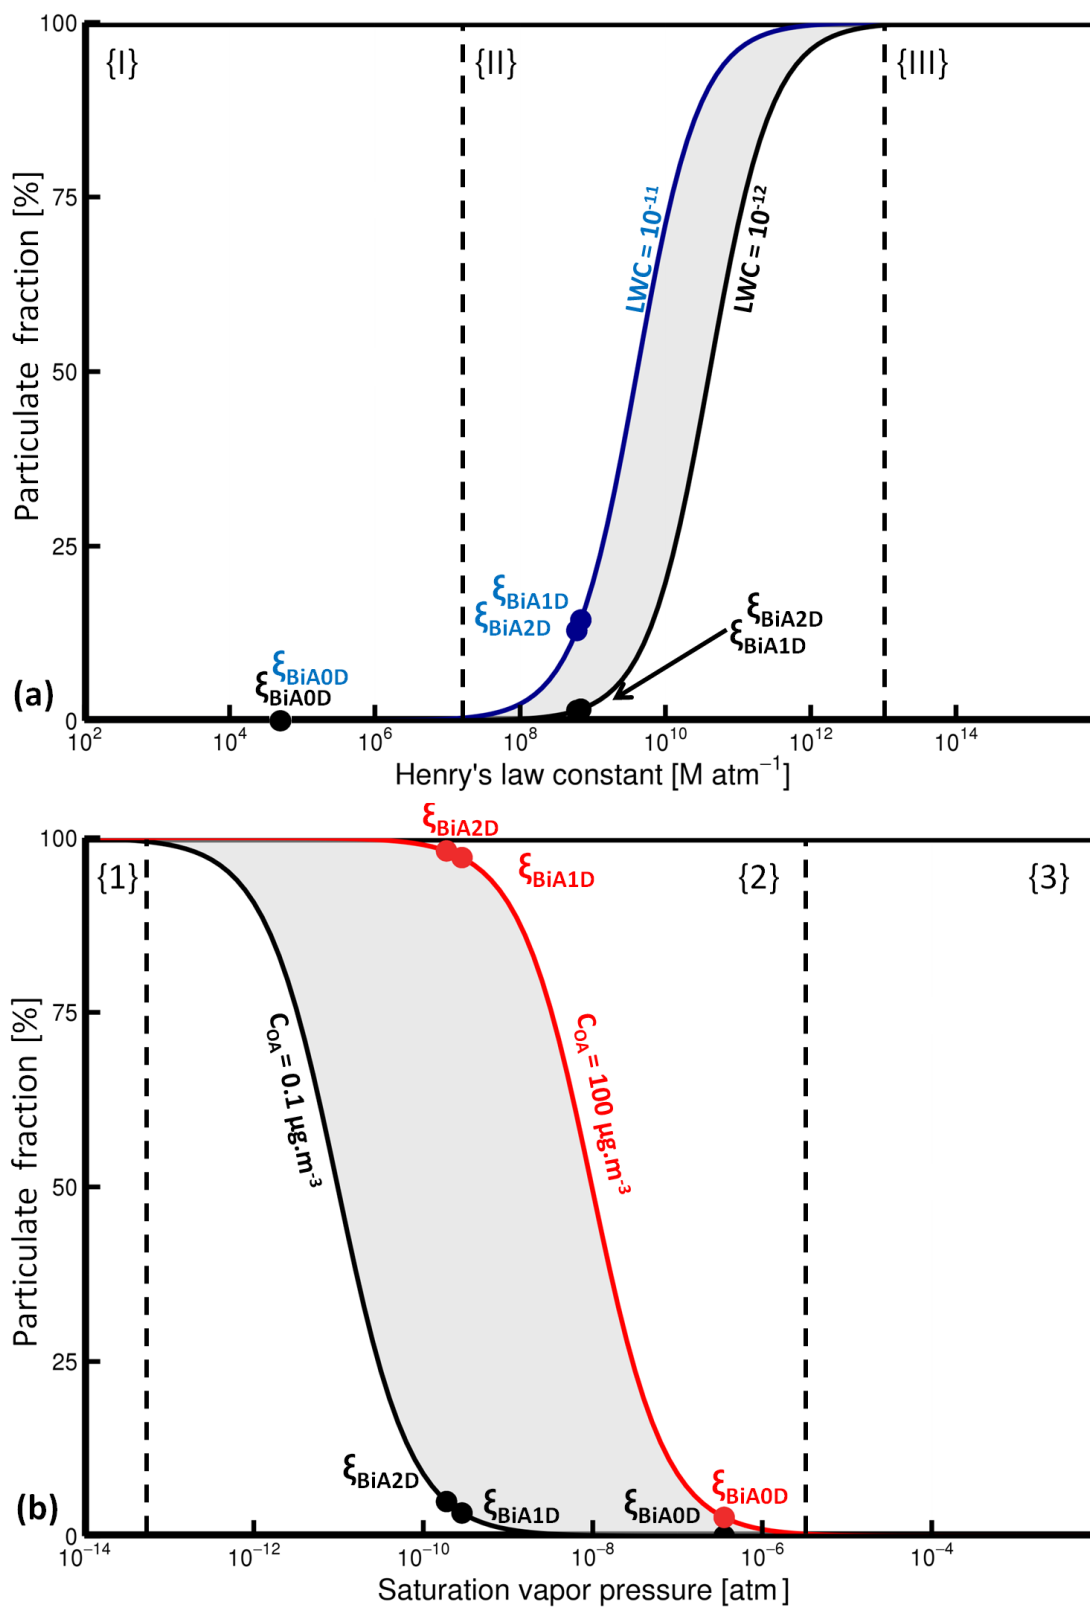 100
{I}
{II}
{III}
75
50
25
0
Particulate fraction [%]
LWC = 10⁻¹¹
LWC = 10⁻¹²
ξBiA1D
ξBiA2D
ξBiA2D
ξBiA1D
ξBiA0D
ξBiA0D
(a)
10² 10⁴ 10⁶ 10⁸ 10¹⁰ 10¹² 10¹⁴
Henry's law constant [M atm⁻¹]
ξBiA2D
100
{1}
ξBiA1D
{2}
{3}
75
50
25
0
Particulate fraction [%]
C_OA = 0.1 µg.m⁻³
C_OA = 100 µg.m⁻³
ξBiA2D
ξBiA1D
ξBiA0D
ξBiA0D
(b)
10⁻¹⁴ 10⁻¹² 10⁻¹⁰ 10⁻⁸ 10⁻⁶ 10⁻⁴
Saturation vapor pressure [atm]